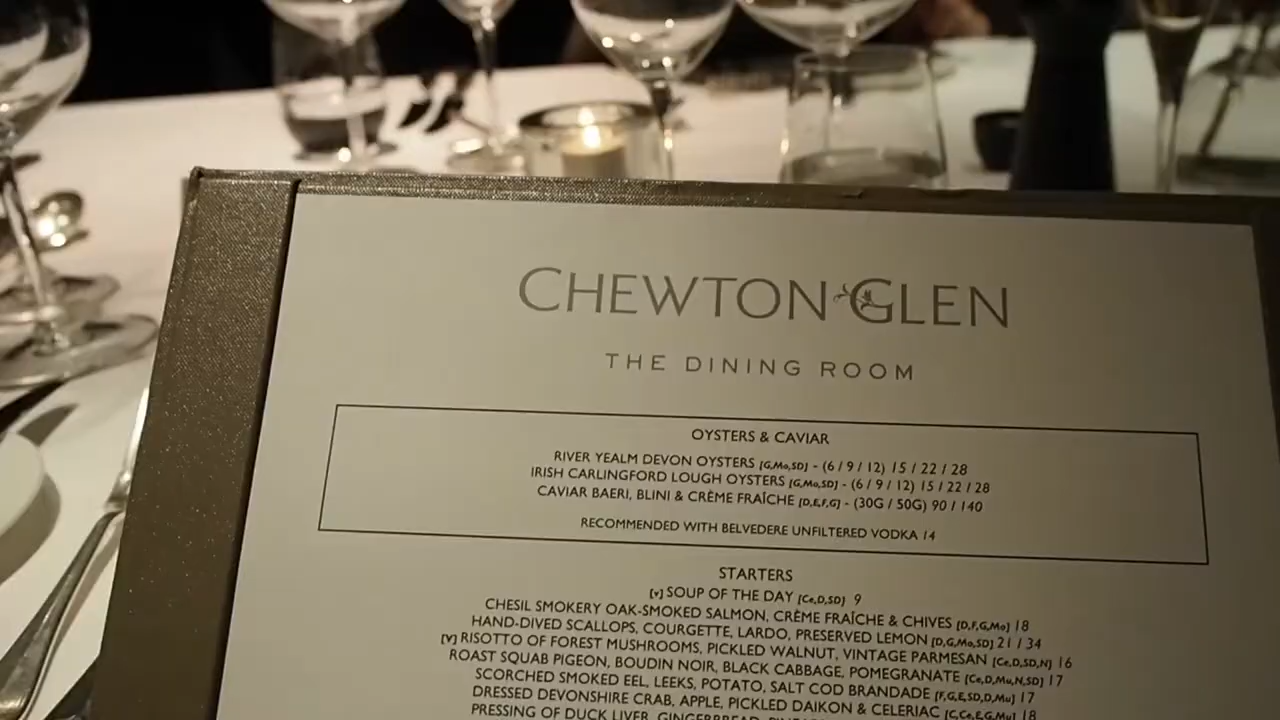 CHEWTON GLEN
THE DINING ROOM
OYSTERS & CAVIAR
RIVER YEALM DEVON OYSTERS [G,Mo,SD] - (6 / 9 / 12) 15 / 22 / 28
IRISH CARLINGFORD LOUGH OYSTERS [G,Mo,SD] - (6 / 9 / 12) 15 / 22 / 28
CAVIAR BAERI, BLINI & CRÈME FRAÎCHE [D,E,F,G] - (30G / 50G) 90 / 140
RECOMMENDED WITH BELVEDERE UNFILTERED VODKA 14
STARTERS
[v] SOUP OF THE DAY [Ce,D,SD] 9
CHESIL SMOKERY OAK-SMOKED SALMON, CRÈME FRAÎCHE & CHIVES [D,F,G,Mo] 18
HAND-DIVED SCALLOPS, COURGETTE, LARDO, PRESERVED LEMON [D,G,Mo,SD] 21 / 34
[V] RISOTTO OF FOREST MUSHROOMS, PICKLED WALNUT, VINTAGE PARMESAN [Ce,D,SD,N] 16
ROAST SQUAB PIGEON, BOUDIN NOIR, BLACK CABBAGE, POMEGRANATE [Ce,D,Mu,N,SD] 17
SCORCHED SMOKED EEL, LEEKS, POTATO, SALT COD BRANDADE [F,G,E,SD,D,Mu] 17
DRESSED DEVONSHIRE CRAB, APPLE, PICKLED DAIKON & CELERIAC [C,Ce,E,G,Mu] 18
PRESSING OF DUCK LIVER, GINGERBREAD,